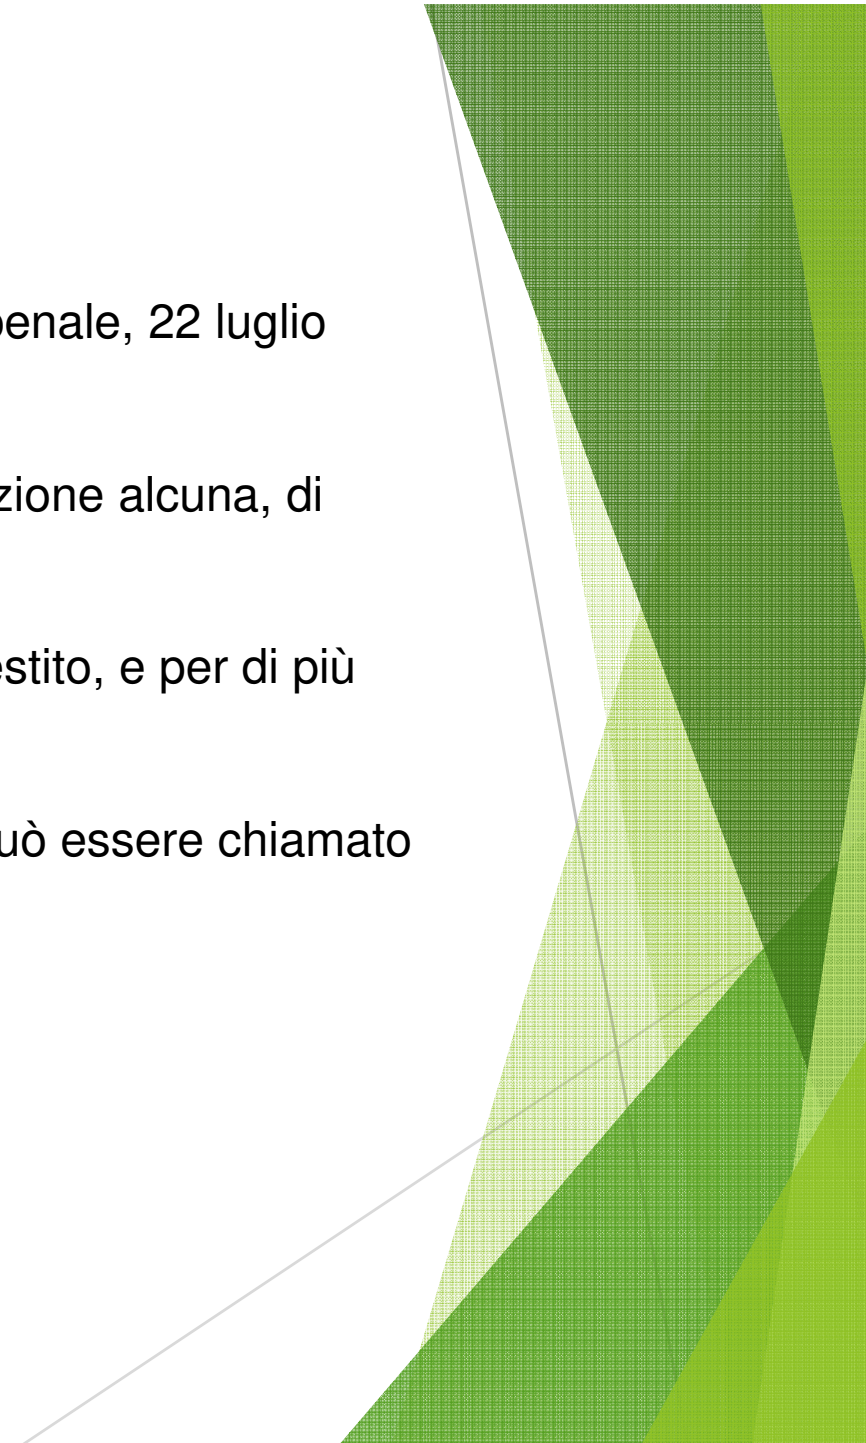 penale, 22 luglio
zione alcuna, di
estito, e per di più
uò essere chiamato